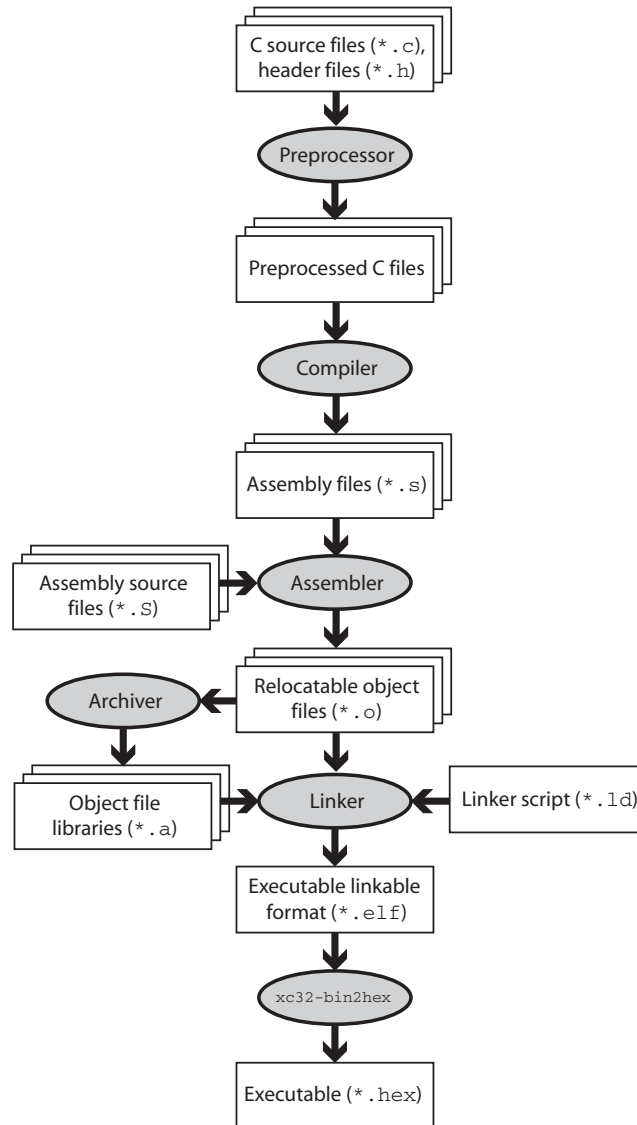 C source files (*.c),
header files (*.h)
Preprocessor
Preprocessed C files
Compiler
Assembly files (*.s)
Assembly source
files (*.S)
Assembler
Archiver
Relocatable object
files (*.o)
Object file
libraries (*.a)
Linker
Linker script (*.ld)
Executable linkable
format (*.elf)
xc32-bin2hex
Executable (*.hex)